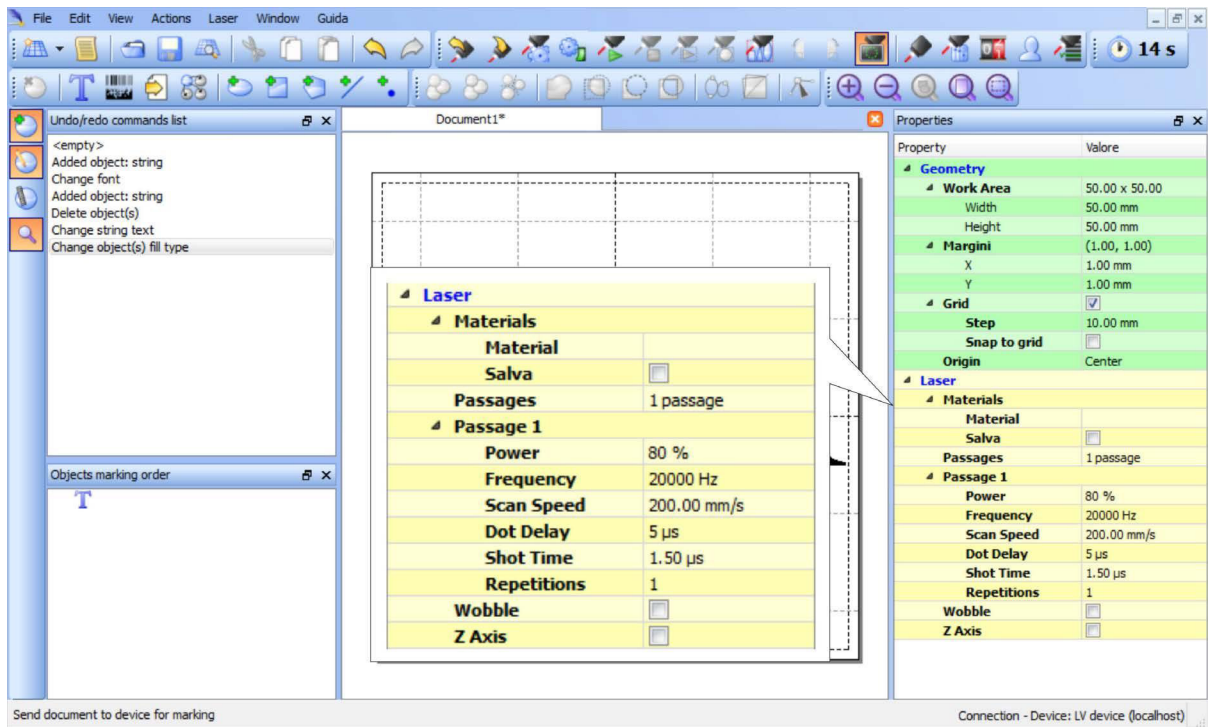 File Edit View Actions Laser Window Guida
14 s
Undo/redo commands list
<empty>
Added object: string
Change font
Added object: string
Delete object(s)
Change string text
Change object(s) fill type
Objects marking order
T
Document1*
Laser
Materials
Material
Salva
Passages 1 passage
Passage 1
Power 80 %
Frequency 20000 Hz
Scan Speed 200.00 mm/s
Dot Delay 5 µs
Shot Time 1.50 µs
Repetitions 1
Wobble
Z Axis
Properties
Property Valore
Geometry
Work Area 50.00 x 50.00
Width 50.00 mm
Height 50.00 mm
Margini (1.00, 1.00)
X 1.00 mm
Y 1.00 mm
Grid
Step 10.00 mm
Snap to grid
Origin Center
Laser
Materials
Material
Salva
Passages 1 passage
Passage 1
Power 80 %
Frequency 20000 Hz
Scan Speed 200.00 mm/s
Dot Delay 5 µs
Shot Time 1.50 µs
Repetitions 1
Wobble
Z Axis
Send document to device for marking
Connection - Device: LV device (localhost)